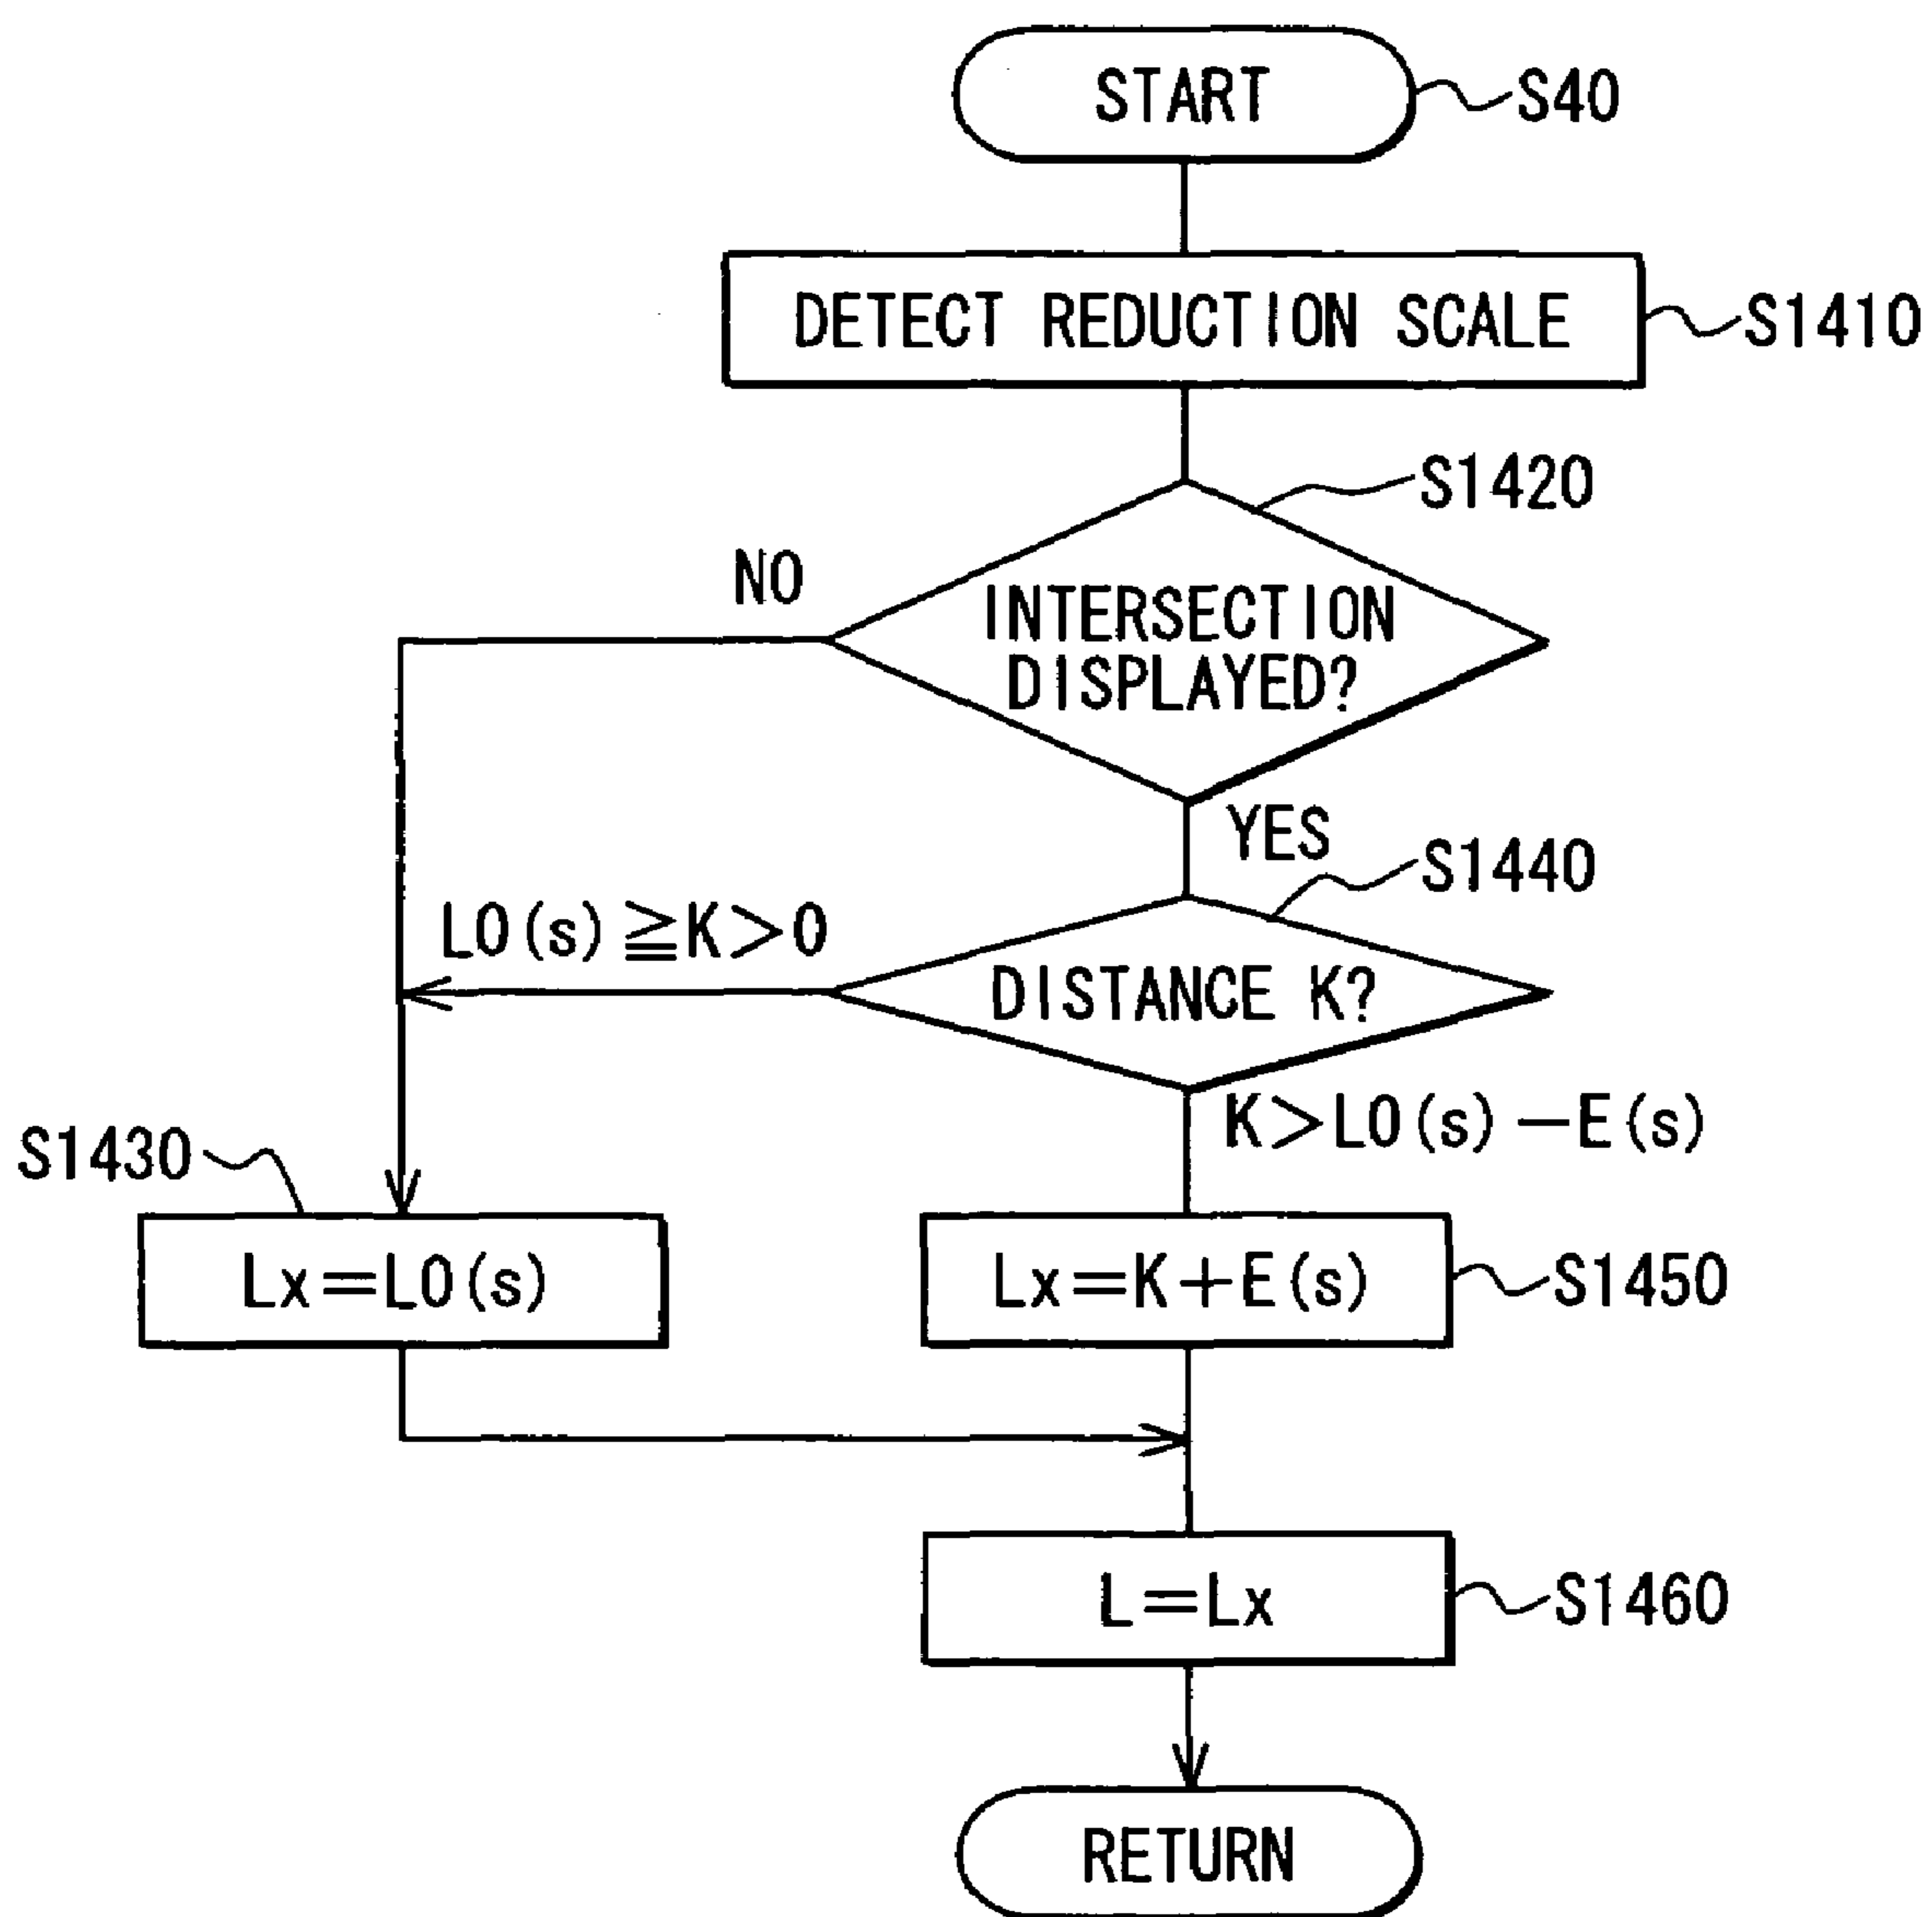 START
S40
DETECT REDUCTION SCALE
S1410
S1420
NO
INTERSECTION
DISPLAYED?
YES
S1440
L0(s)≧K>0
DISTANCE K?
K>L0(s)-E(s)
S1430
Lx=L0(s)
Lx=K+E(s)
S1450
L=Lx
S1460
RETURN